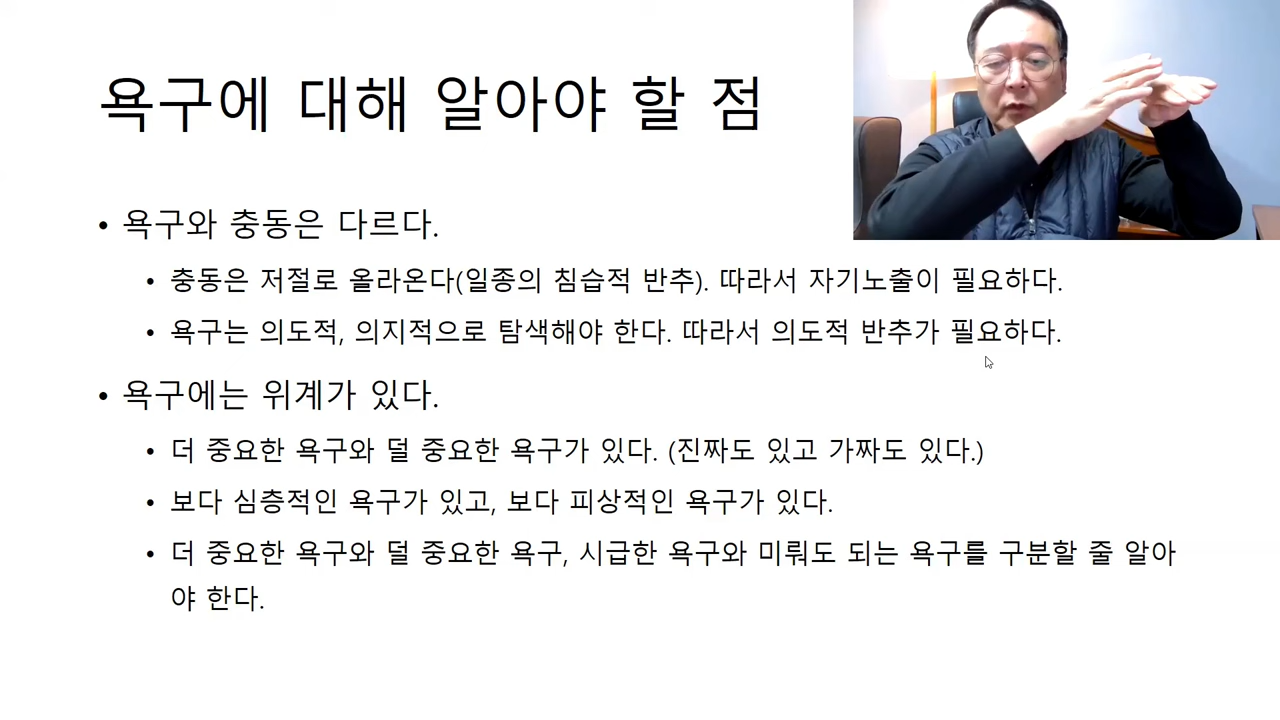 욕구에 대해 알아야 할 점
• 욕구와 충동은 다르다.
• 충동은 저절로 올라온다(일종의 침습적 반추). 따라서 자기노출이 필요하다.
• 욕구는 의도적, 의지적으로 탐색해야 한다. 따라서 의도적 반추가 필요하다.
• 욕구에는 위계가 있다.
• 더 중요한 욕구와 덜 중요한 욕구가 있다. (진짜도 있고 가짜도 있다.)
• 보다 심층적인 욕구가 있고, 보다 피상적인 욕구가 있다.
• 더 중요한 욕구와 덜 중요한 욕구, 시급한 욕구와 미뤄도 되는 욕구를 구분할 줄 알아
야 한다.